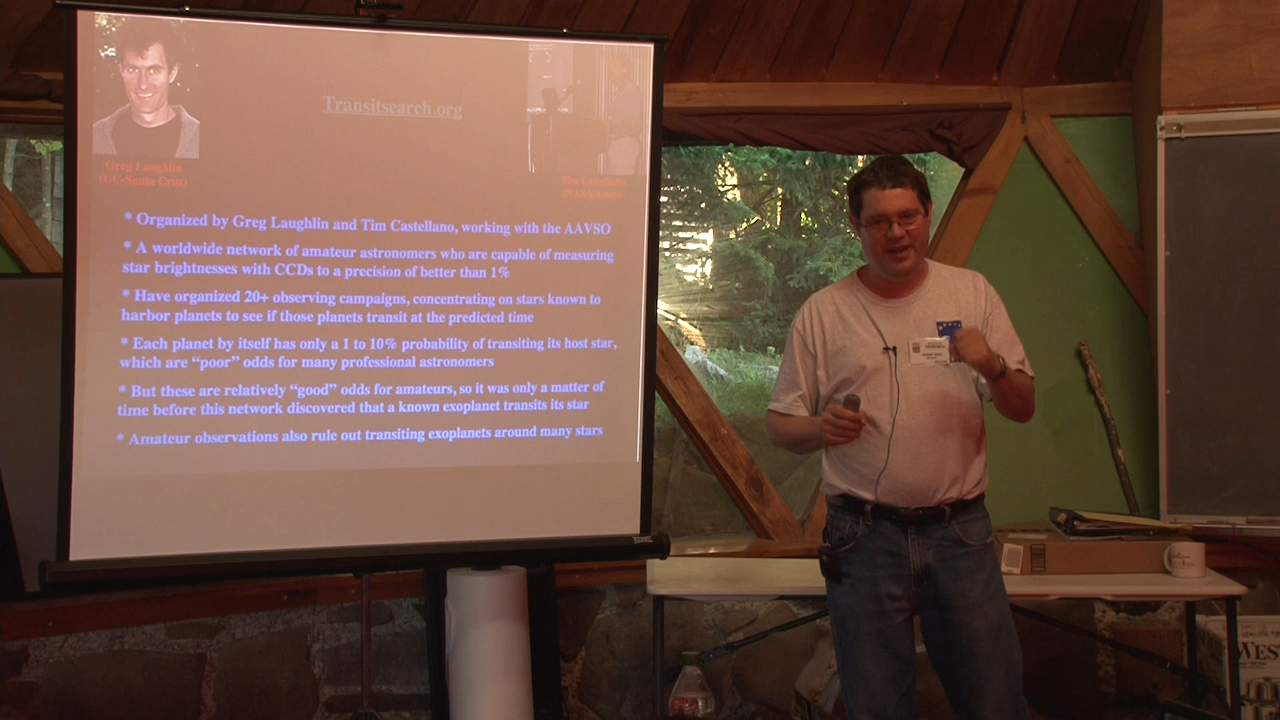 Transitsearch.org
Greg Laughlin
(UC-Santa Cruz)
Tim Castellano
* Organized by Greg Laughlin and Tim Castellano, working with the AAVSO
* A worldwide network of amateur astronomers who are capable of measuring
star brightnesses with CCDs to a precision of better than 1%
* Have organized 20+ observing campaigns, concentrating on stars known to
harbor planets to see if those planets transit at the predicted time
* Each planet by itself has only a 1 to 10% probability of transiting its host star,
which are “poor” odds for many professional astronomers
* But these are relatively “good” odds for amateurs, so it was only a matter of
time before this network discovered that a known exoplanet transits its star
* Amateur observations also rule out transiting exoplanets around many stars
WEST